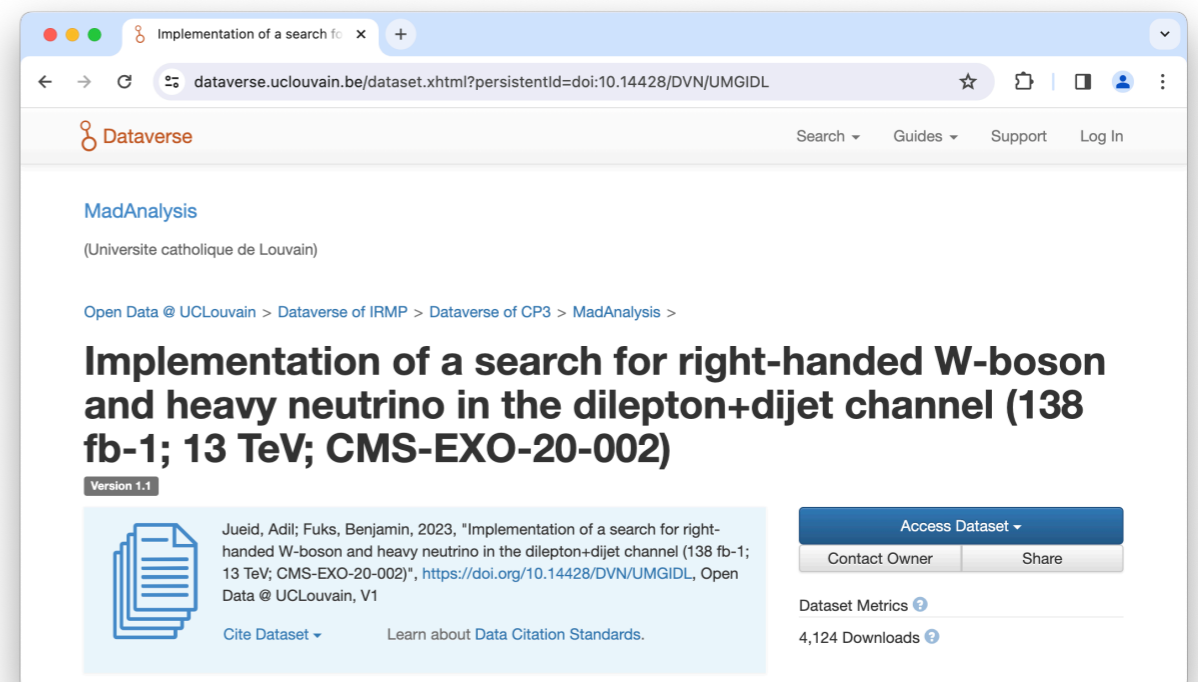 Implementation of a search fo
dataverse.uclouvain.be/dataset.xhtml?persistentId=doi:10.14428/DVN/UMGIDL
Dataverse
Search
Guides
Support
Log In
MadAnalysis
(Universite catholique de Louvain)
Open Data @ UCLouvain > Dataverse of IRMP > Dataverse of CP3 > MadAnalysis >
Implementation of a search for right-handed W-boson
and heavy neutrino in the dilepton+dijet channel (138
fb-1; 13 TeV; CMS-EXO-20-002)
Version 1.1
Jueid, Adil; Fuks, Benjamin, 2023, "Implementation of a search for right-
handed W-boson and heavy neutrino in the dilepton+dijet channel (138 fb-1;
13 TeV; CMS-EXO-20-002)", https://doi.org/10.14428/DVN/UMGIDL, Open
Data @ UCLouvain, V1
Cite Dataset
Learn about Data Citation Standards.
Access Dataset
Contact Owner
Share
Dataset Metrics ?
4,124 Downloads ?